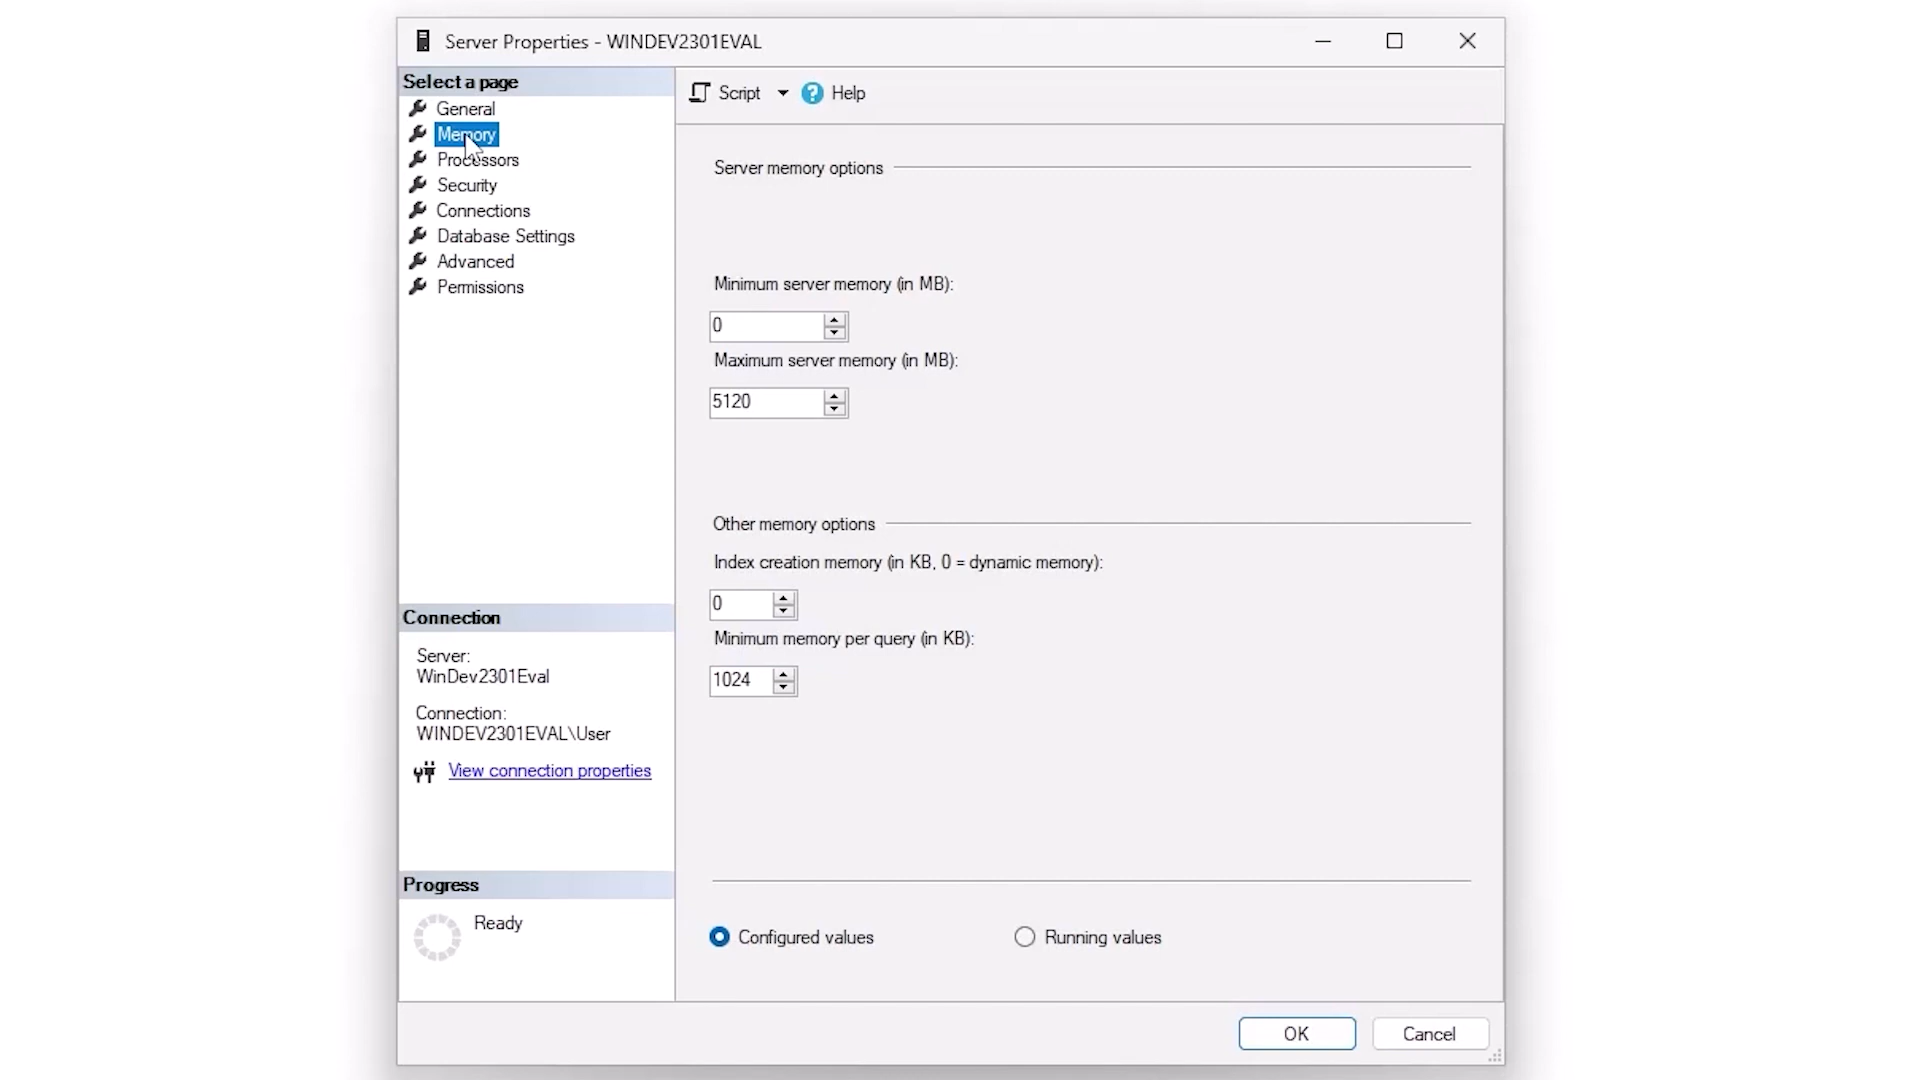 Server Properties - WINDEV2301EVAL
Select a page
General
Memory
Processors
Security
Connections
Database Settings
Advanced
Permissions
Connection
Server:
WinDev2301Eval
Connection:
WINDEV2301EVAL\User
View connection properties
Progress
Ready
Script
? Help
Server memory options
Minimum server memory (in MB):
0
Maximum server memory (in MB):
5120
Other memory options
Index creation memory (in KB, 0 = dynamic memory):
0
Minimum memory per query (in KB):
1024
Configured values
Running values
OK
Cancel